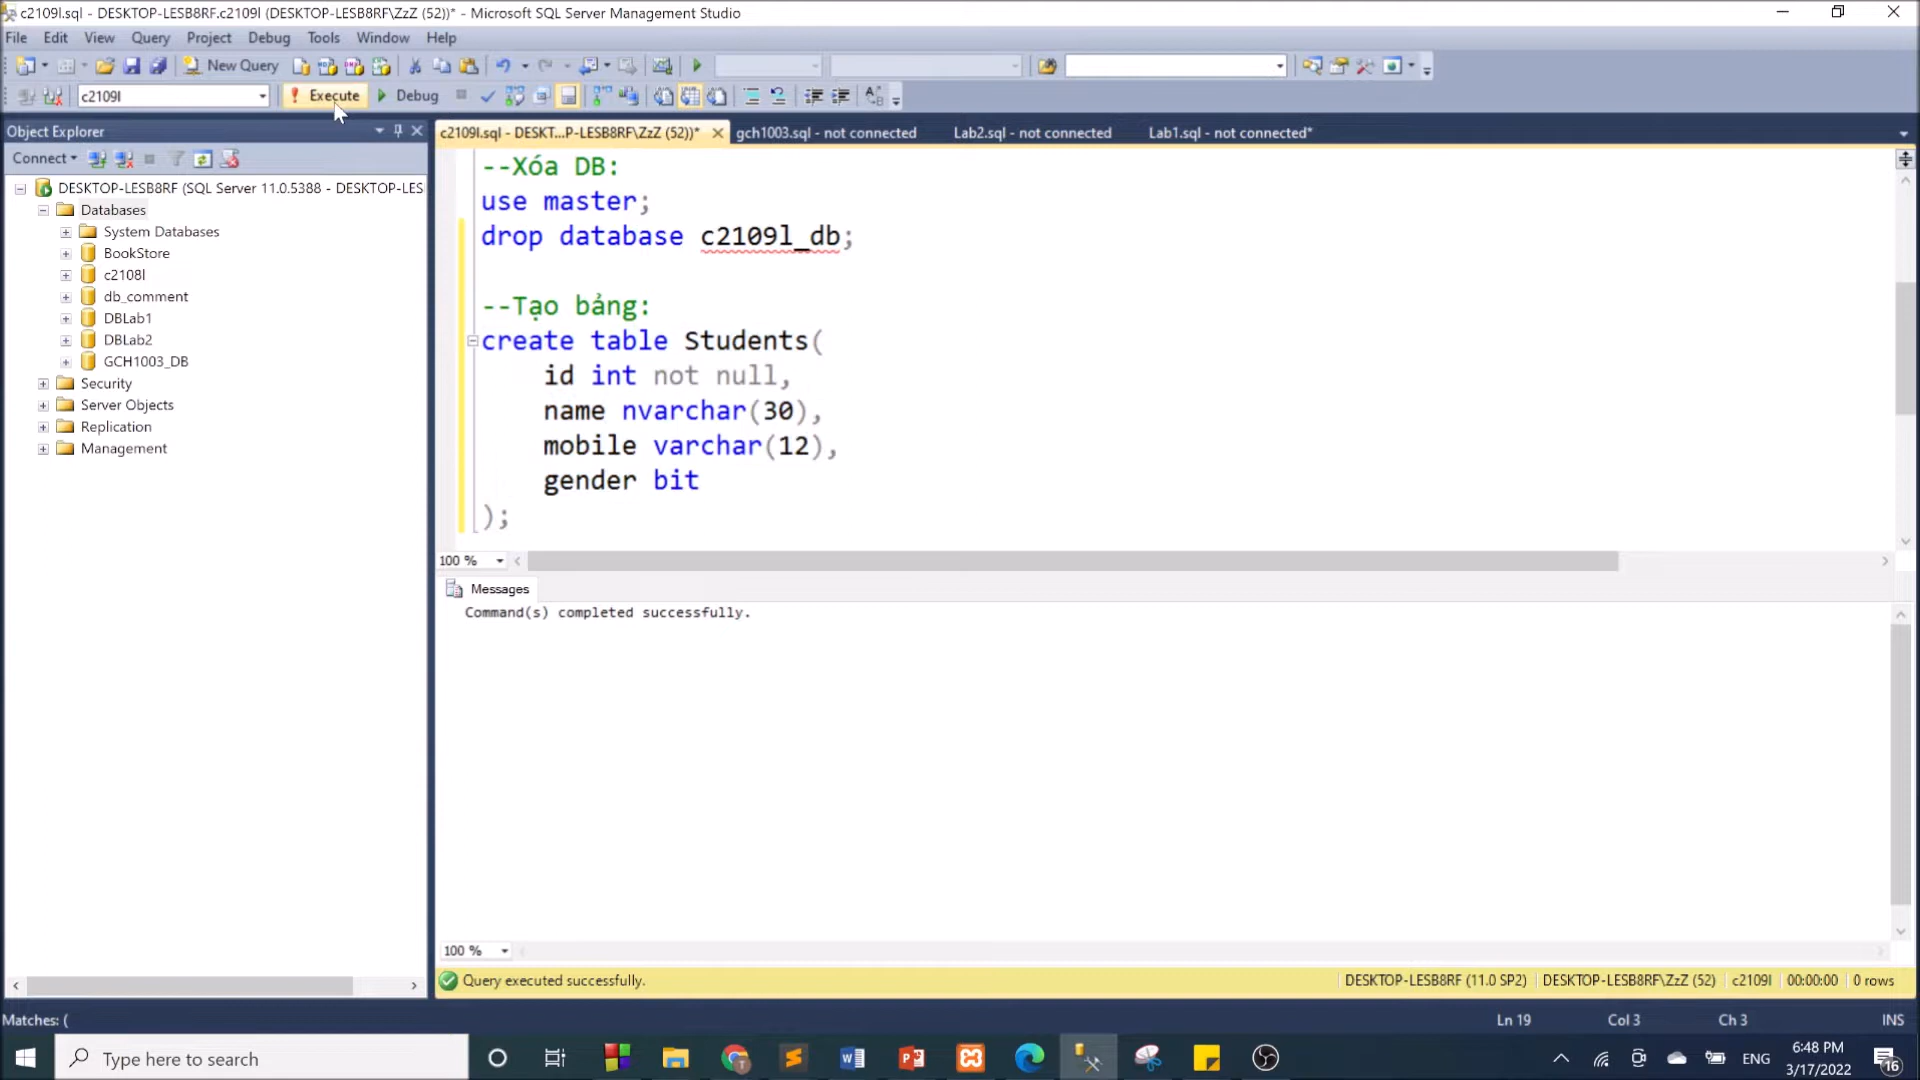 c2109l.sql - DESKTOP-LESB8RF.c2109l (DESKTOP-LESB8RF\ZzZ (52))* - Microsoft SQL Server Management Studio
File Edit View Query Project Debug Tools Window Help
New Query
c2109l Execute Debug
Object Explorer
Connect
DESKTOP-LESB8RF (SQL Server 11.0.5388 - DESKTOP-LES
Databases
System Databases
BookStore
c2108l
db_comment
DBLab1
DBLab2
GCH1003_DB
Security
Server Objects
Replication
Management
c2109l.sql - DESKT...P-LESB8RF\ZzZ (52))* gch1003.sql - not connected Lab2.sql - not connected Lab1.sql - not connected*
--Xóa DB:
use master;
drop database c2109l_db;
--Tạo bảng:
create table Students(
id int not null,
name nvarchar(30),
mobile varchar(12),
gender bit
);
100 %
Messages
Command(s) completed successfully.
100 %
Query executed successfully. DESKTOP-LESB8RF (11.0 SP2) DESKTOP-LESB8RF\ZzZ (52) c2109l 00:00:00 0 rows
Matches: ( Ln 19 Col 3 Ch 3 INS
Type here to search
ENG
6:48 PM
3/17/2022
16